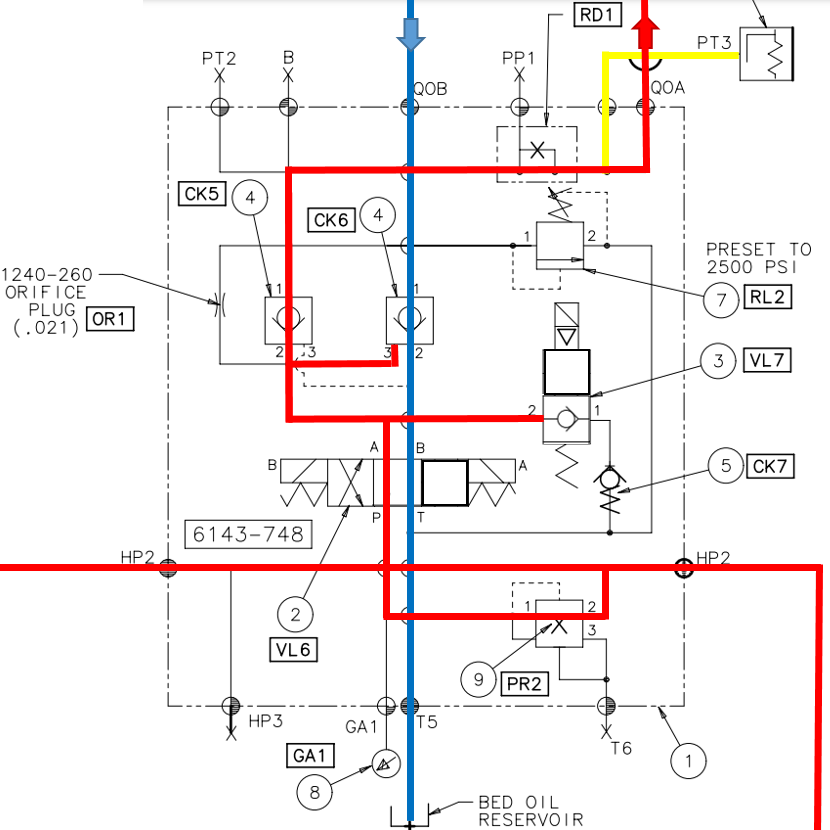 RD1
PT3
PT2
B
PP1
QOB
QOA
CK5
4
CK6
4
1
2
PRESET TO
2500 PSI
7
RL2
1240-260
ORIFICE
PLUG
(.021)
OR1
1
1
2
3
3
2
3
VL7
2
1
A
B
B
A
5
CK7
P
T
6143-748
HP2
HP2
2
VL6
1
2
3
9
PR2
HP3
GA1
T5
T6
1
GA1
8
BED OIL
RESERVOIR